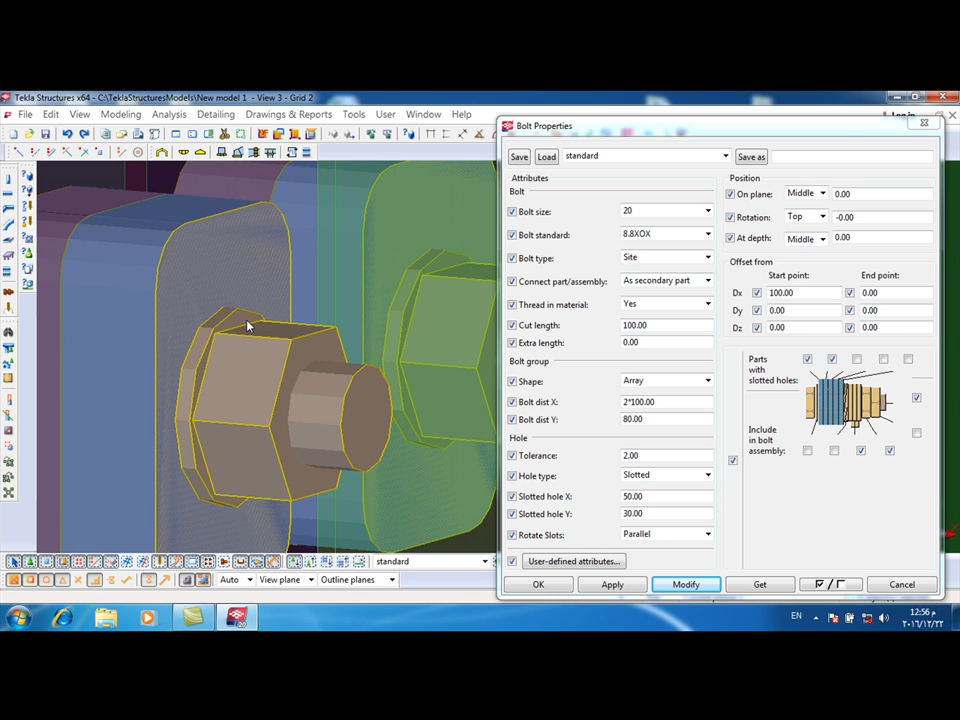 Tekla Structures x64 - C:\TeklaStructuresModels\New model 1 - View 3 - Grid 2
File Edit View Modeling Analysis Detailing Drawings & Reports Tools User Window Help
Bolt Properties
Save Load standard Save as
Attributes
Bolt
Bolt size: 20
Bolt standard: 8.8XOX
Bolt type: Site
Connect part/assembly: As secondary part
Thread in material: Yes
Cut length: 100.00
Extra length: 0.00
Bolt group
Shape: Array
Bolt dist X: 2*100.00
Bolt dist Y: 80.00
Hole
Tolerance: 2.00
Hole type: Slotted
Slotted hole X: 50.00
Slotted hole Y: 30.00
Rotate Slots: Parallel
User-defined attributes...
Position
On plane: Middle 0.00
Rotation: Top -0.00
At depth: Middle 0.00
Offset from
Start point: End point:
Dx 100.00 0.00
Dy 0.00 0.00
Dz 0.00 0.00
Parts
with
slotted holes:
Include
in bolt
assembly:
OK Apply Modify Get / Cancel
standard
Auto View plane Outline planes
20
EN
12:56 م
٢٠١٦/١٢/٢٢